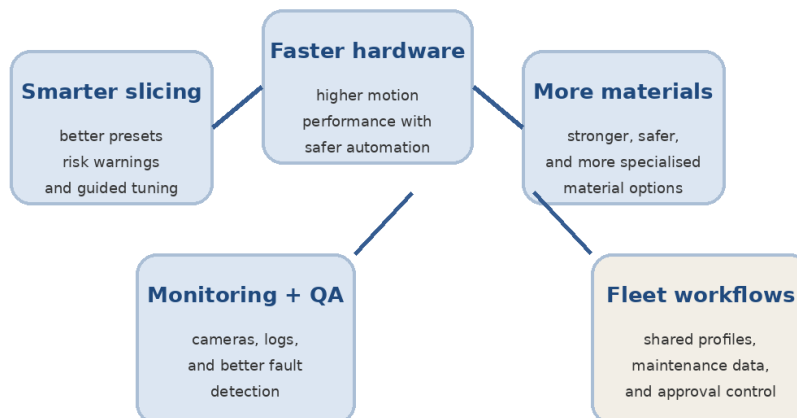 Faster hardware
higher motion
performance with
safer automation
Smarter slicing
better presets
risk warnings
and guided tuning
More materials
stronger, safer,
and more specialised
material options
Monitoring + QA
cameras, logs,
and better fault
detection
Fleet workflows
shared profiles,
maintenance data,
and approval control